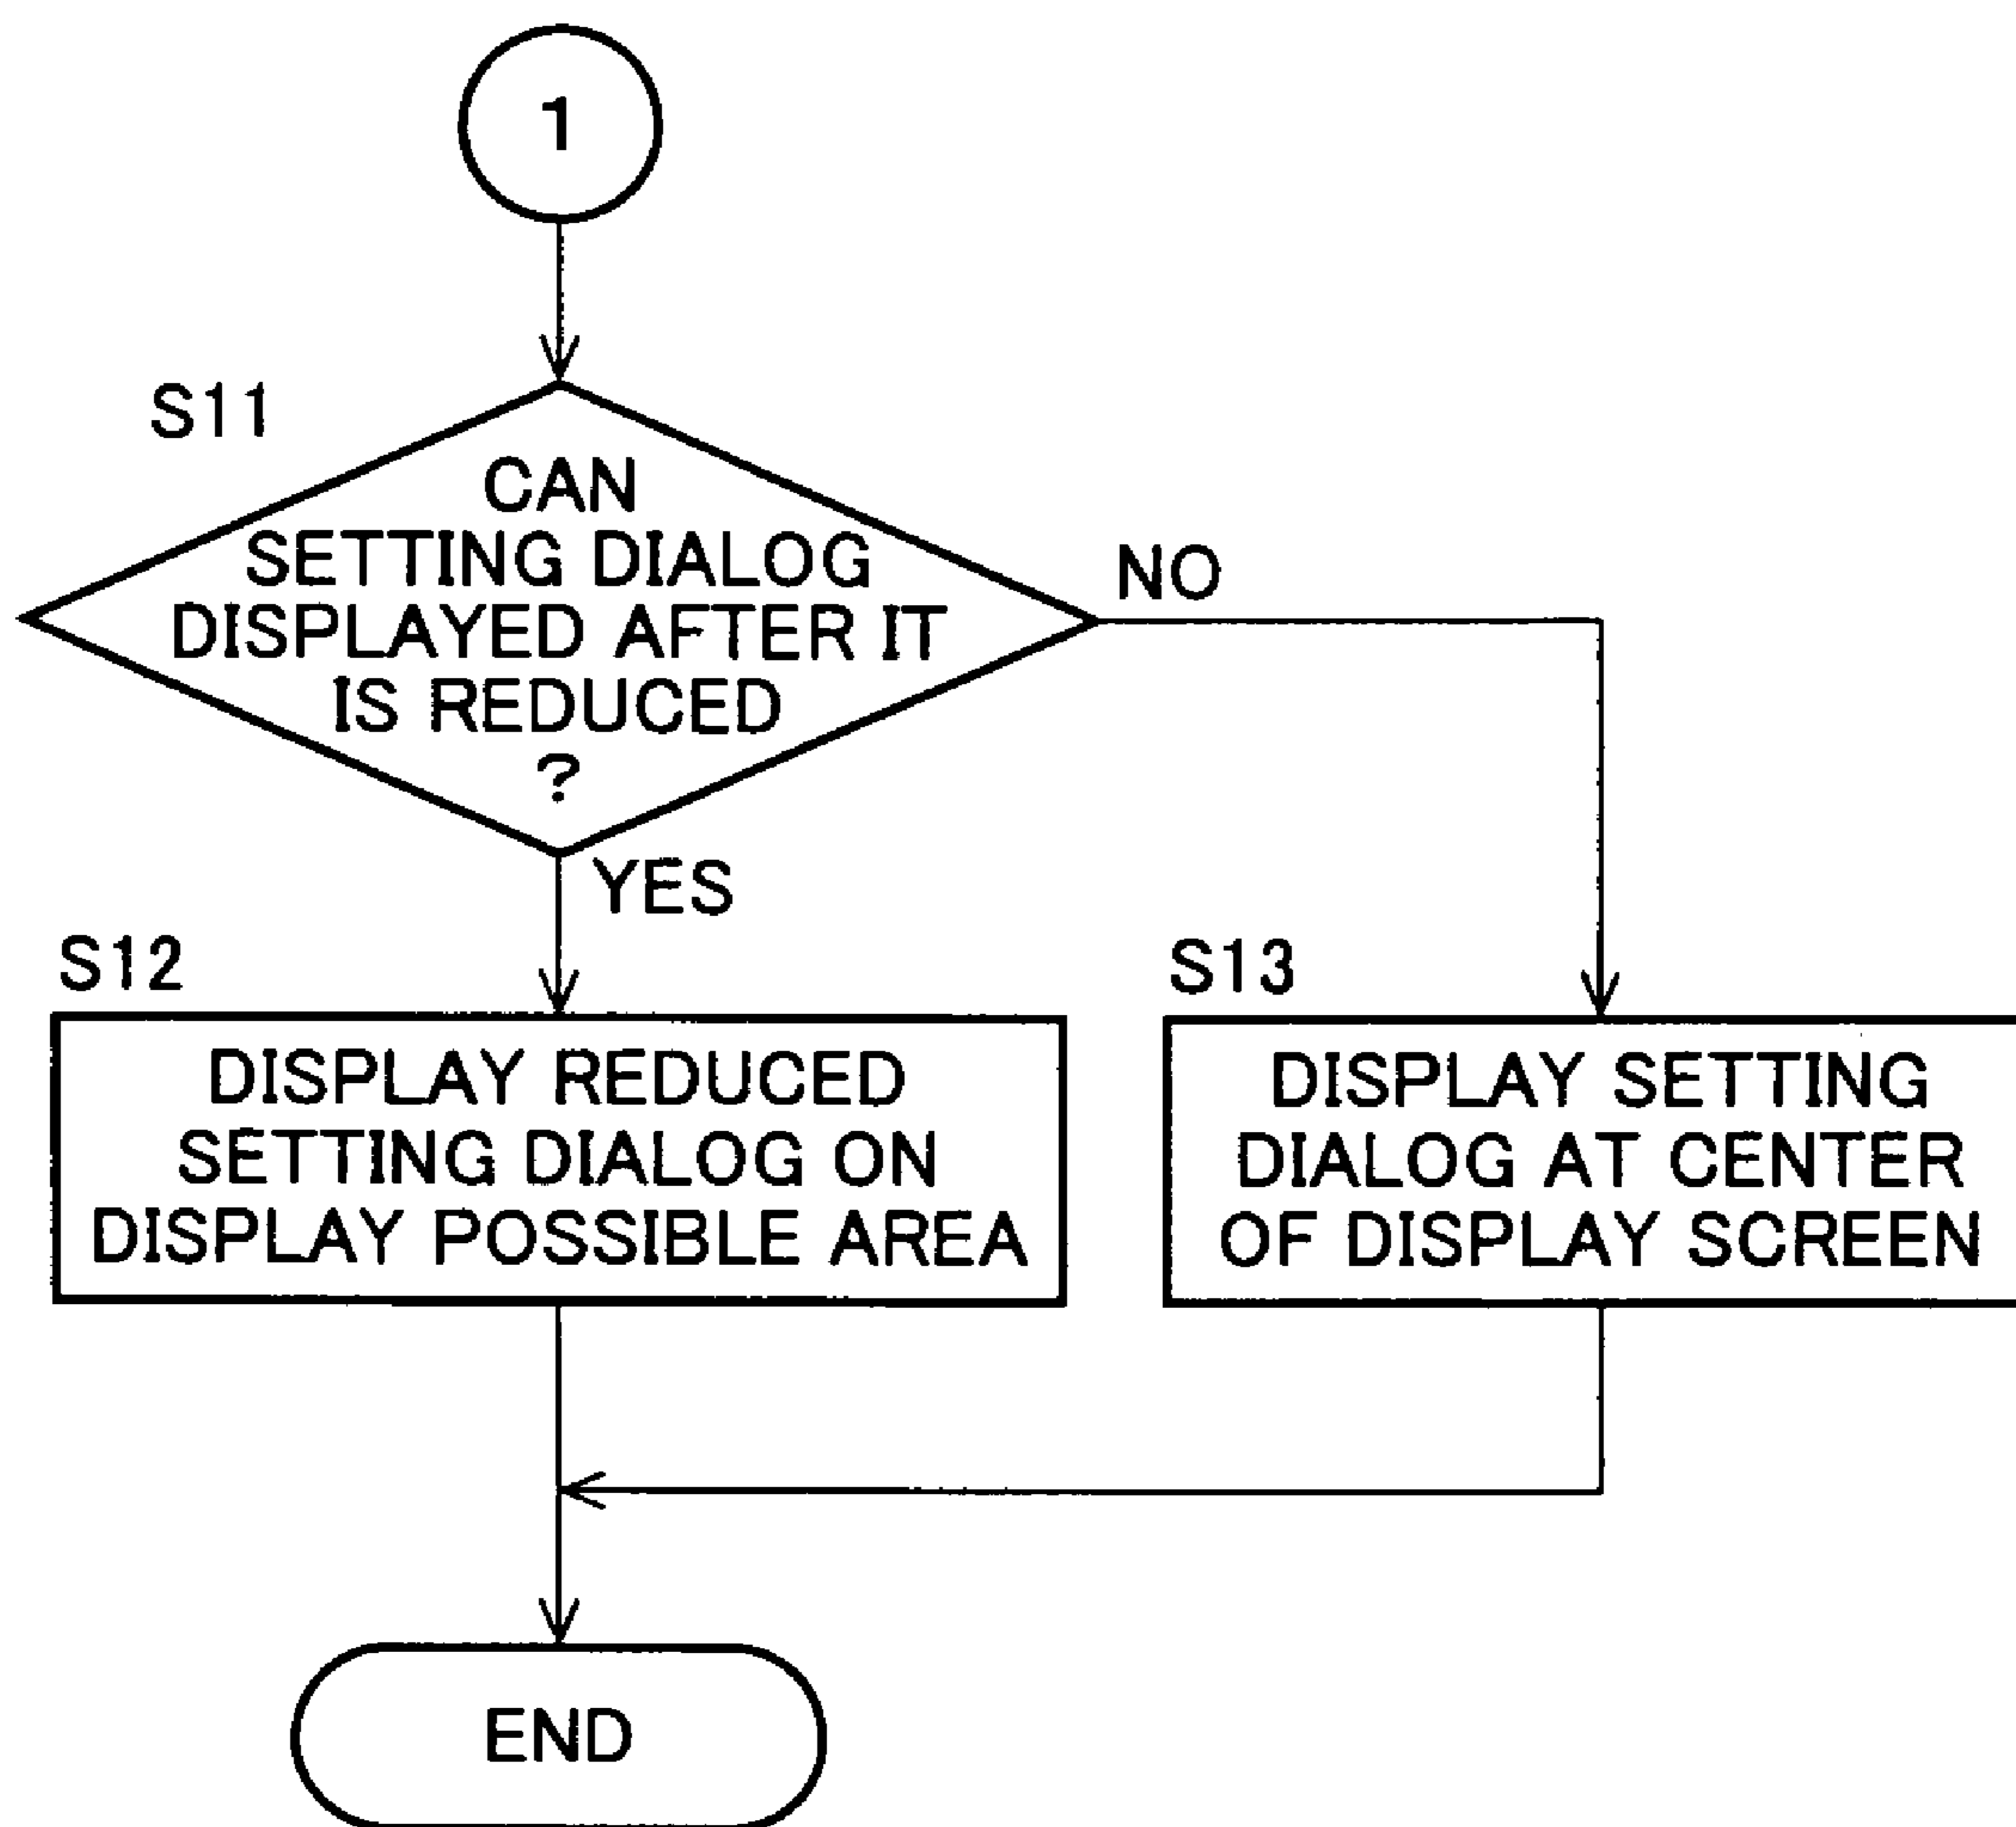 1
S11
CAN
SETTING DIALOG
DISPLAYED AFTER IT
IS REDUCED
?
NO
YES
S12
DISPLAY REDUCED
SETTING DIALOG ON
DISPLAY POSSIBLE AREA
S13
DISPLAY SETTING
DIALOG AT CENTER
OF DISPLAY SCREEN
END